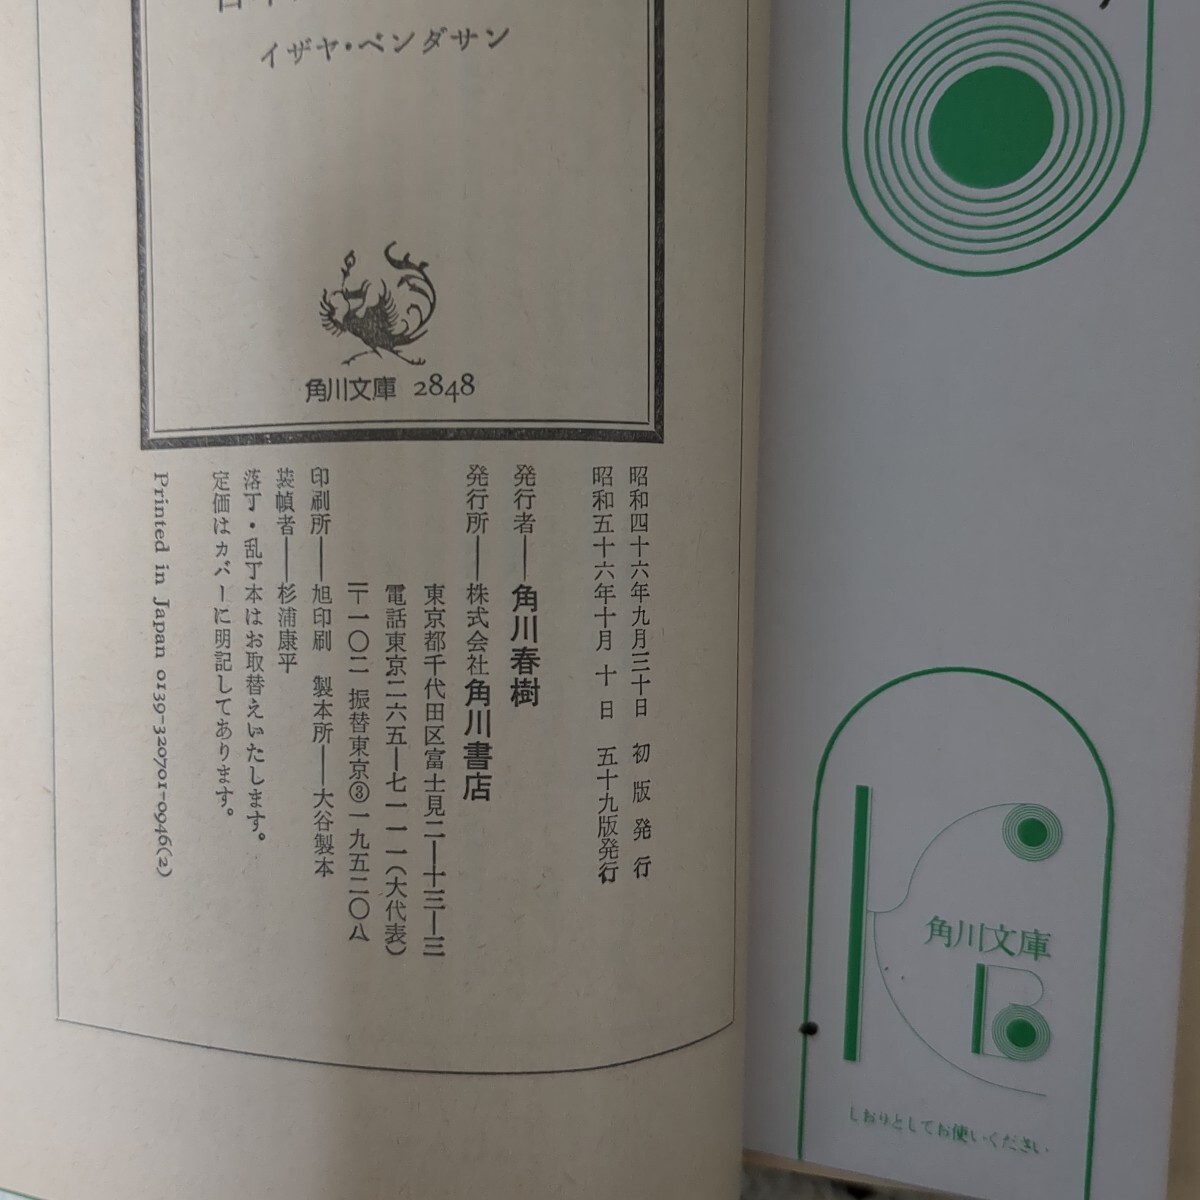 イザヤ・ベンダサン
角川文庫 2848
昭和四十六年九月三十日 初版発行
昭和五十六年十月十日 五十九版発行
発行者――角川春樹
発行所――株式会社角川書店
東京都千代田区富士見二―十三―三
電話東京二六五―七一一一(大代表)
〒一〇二 振替東京③一九五二〇八
印刷所――旭印刷 製本所――大谷製本
装幀者――杉浦康平
落丁・乱丁本はお取替えいたします。
定価はカバーに明記してあります。
Printed in Japan 0139-320701-0946(2)
角川文庫
しおりとしてお使いください